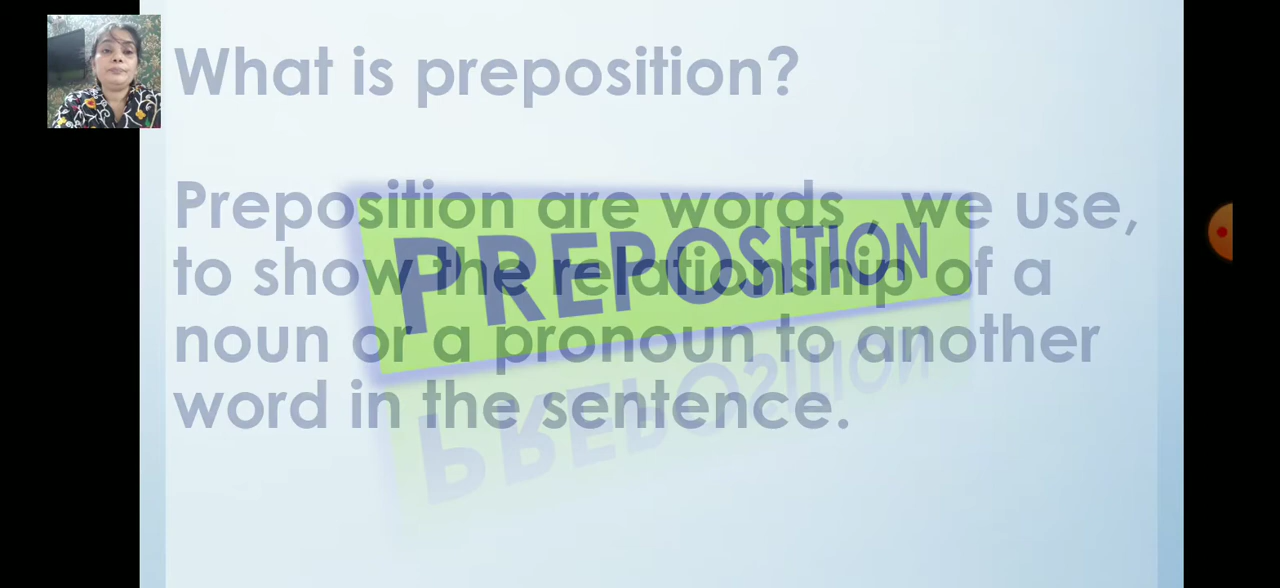 What is preposition?
Preposition are words , we use,
to show the relationship of a
noun or a pronoun to another
word in the sentence.
PREPOSITION